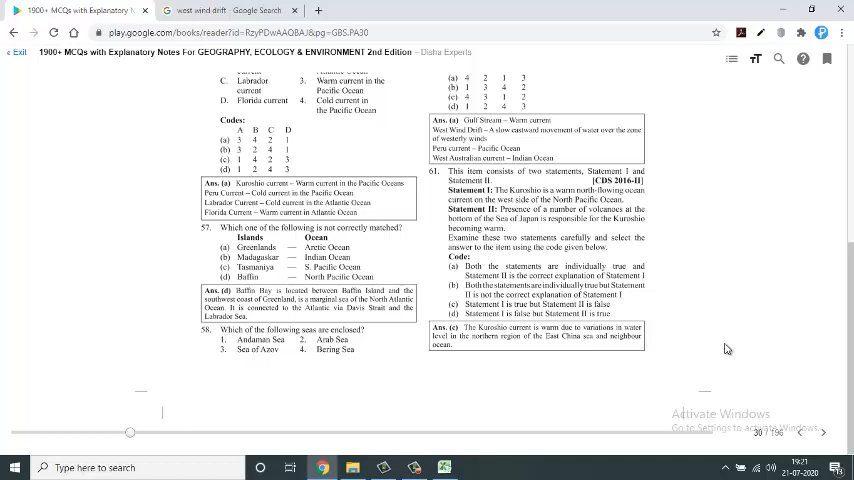 1900+ MCQs with Explanatory Notes
west wind drift - Google Search
play.google.com/books/reader?id=RzyPDwAAQBAJ&pg=GBS.PA30
« Exit 1900+ MCQs with Explanatory Notes For GEOGRAPHY, ECOLOGY & ENVIRONMENT 2nd Edition - Disha Experts
C. Labrador current 3. Warm current in the Pacific Ocean
D. Florida current 4. Cold current in the Pacific Ocean
Codes:
A B C D
(a) 3 4 2 1
(b) 3 2 4 1
(c) 1 4 2 3
(d) 1 2 4 3
Ans. (a) Kuroshio current – Warm current in the Pacific Oceans
Peru Current – Cold current in the Pacific Ocean
Labrador Current – Cold current in the Atlantic Ocean
Florida Current – Warm current in Atlantic Ocean
57. Which one of the following is not correctly matched?
Islands Ocean
(a) Greenlands — Arctic Ocean
(b) Madagaskar — Indian Ocean
(c) Tasmaniya — S. Pacific Ocean
(d) Baffin — North Pacific Ocean
Ans. (d) Baffin Bay is located between Baffin Island and the
southwest coast of Greenland, is a marginal sea of the North Atlantic
Ocean. It is connected to the Atlantic via Davis Strait and the
Labrador Sea.
58. Which of the following seas are enclosed?
1. Andaman Sea 2. Arab Sea
3. Sea of Azov 4. Bering Sea
(a) 4 2 1 3
(b) 1 3 4 2
(c) 4 3 1 2
(d) 1 2 4 3
Ans. (a) Gulf Stream – Warm current
West Wind Drift – A slow eastward movement of water over the zone
of westerly winds
Peru current – Pacific Ocean
West Australian current – Indian Ocean
61. This item consists of two statements, Statement I and
Statement II. [CDS 2016-II]
Statement I: The Kuroshio is a warm north-flowing ocean
current on the west side of the North Pacific Ocean.
Statement II: Presence of a number of volcanoes at the
bottom of the Sea of Japan is responsible for the Kuroshio
becoming warm.
Examine these two statements carefully and select the
answer to the item using the code given below.
Code:
(a) Both the statements are individually true and
Statement II is the correct explanation of Statement I
(b) Both the statements are individually true but Statement
II is not the correct explanation of Statement I
(c) Statement I is true but Statement II is false
(d) Statement I is false but Statement II is true
Ans. (c) The Kuroshio current is warm due to variations in water
level in the northern region of the East China sea and neighbour
ocean.
Activate Windows
Go to Settings to activate Windows.
30 / 196
Type here to search
19:21
21-07-2020